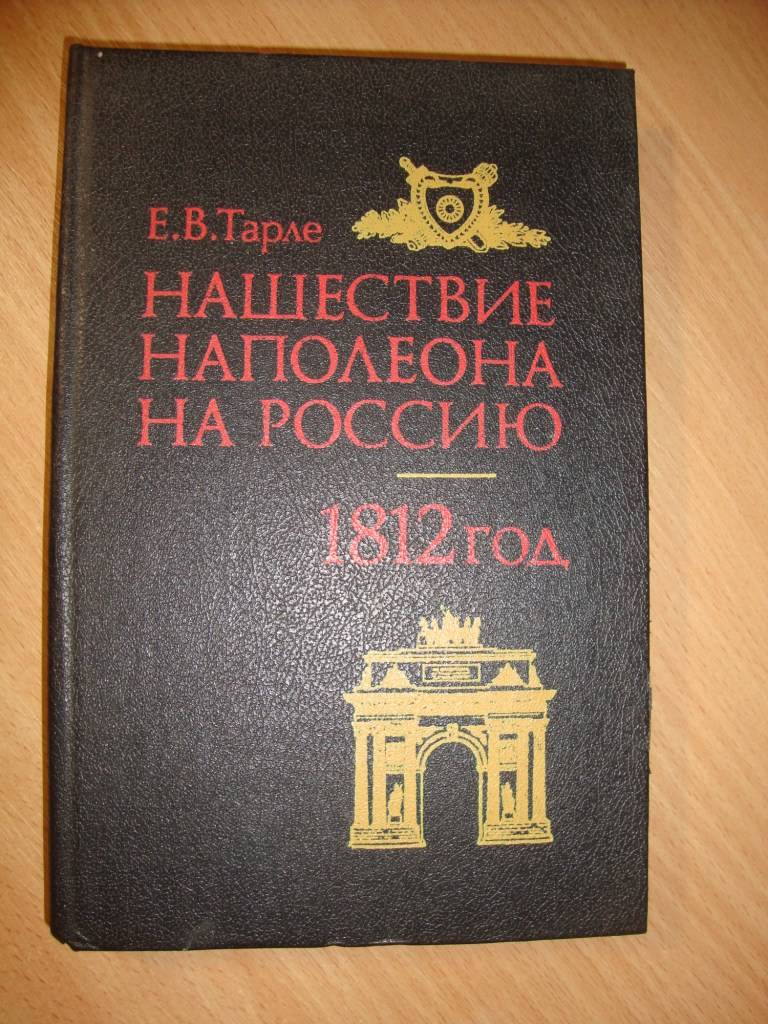 Е.В.Тарле
НАШЕСТВИЕ
НАПОЛЕОНА
НА РОССИЮ
1812 год